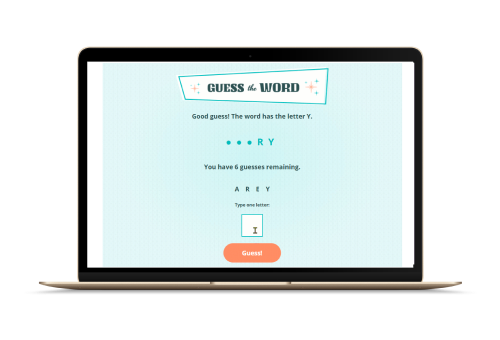 GUESS the WORD
Good guess! The word has the letter Y.
● ● ● R Y
You have 6 guesses remaining.
A R E Y
Type one letter:
Guess!